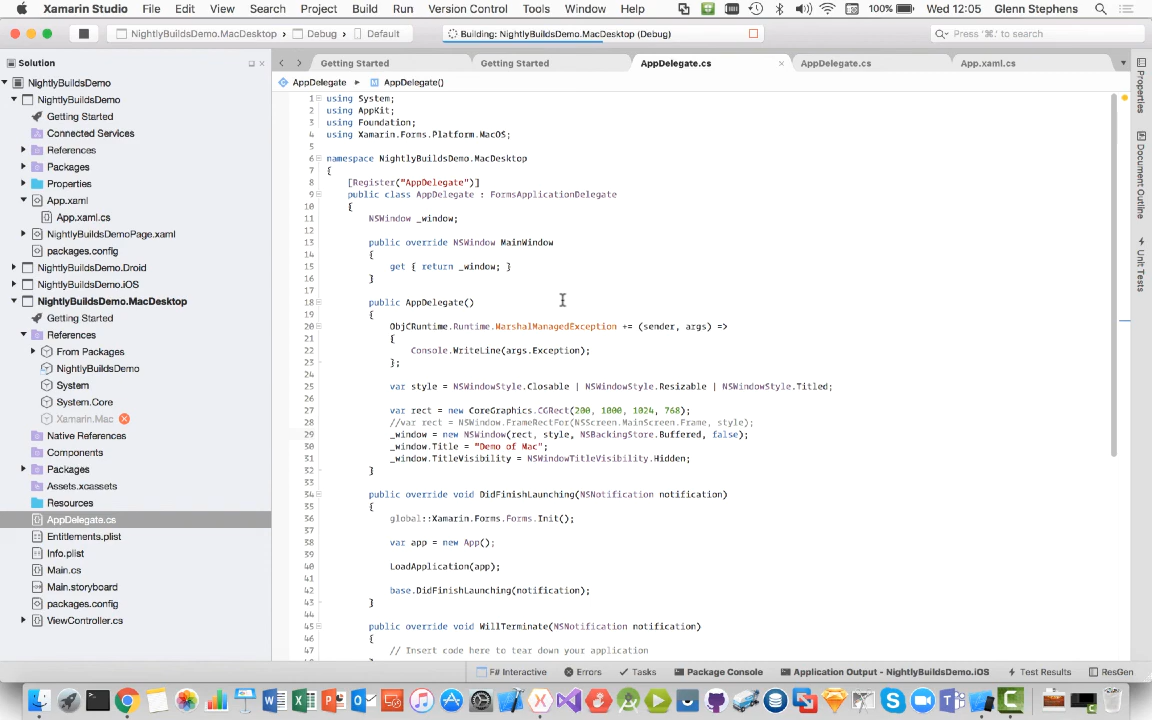 Xamarin Studio File Edit View Search Project Build Run Version Control Tools Window Help 100% Wed 12:05 Glenn Stephens
NightlyBuildsDemo.MacDesktop Debug Default Building: NightlyBuildsDemo.MacDesktop (Debug) Press '⌘.' to search
Solution
NightlyBuildsDemo
NightlyBuildsDemo
Getting Started
Connected Services
References
Packages
Properties
App.xaml
App.xaml.cs
NightlyBuildsDemoPage.xaml
packages.config
NightlyBuildsDemo.Droid
NightlyBuildsDemo.iOS
NightlyBuildsDemo.MacDesktop
Getting Started
References
From Packages
NightlyBuildsDemo
System
System.Core
Xamarin.Mac
Native References
Components
Packages
Assets.xcassets
Resources
AppDelegate.cs
Entitlements.plist
Info.plist
Main.cs
Main.storyboard
packages.config
ViewController.cs
Getting Started Getting Started AppDelegate.cs AppDelegate.cs App.xaml.cs
AppDelegate AppDelegate()
1 using System;
2 using AppKit;
3 using Foundation;
4 using Xamarin.Forms.Platform.MacOS;
5
6 namespace NightlyBuildsDemo.MacDesktop
7 {
8 [Register("AppDelegate")]
9 public class AppDelegate : FormsApplicationDelegate
10 {
11 NSWindow _window;
12
13 public override NSWindow MainWindow
14 {
15 get { return _window; }
16 }
17
18 public AppDelegate()
19 {
20 ObjCRuntime.Runtime.MarshalManagedException += (sender, args) =>
21 {
22 Console.WriteLine(args.Exception);
23 };
24
25 var style = NSWindowStyle.Closable | NSWindowStyle.Resizable | NSWindowStyle.Titled;
26
27 var rect = new CoreGraphics.CGRect(200, 1000, 1024, 768);
28 //var rect = NSWindow.FrameRectFor(NSScreen.MainScreen.Frame, style);
29 _window = new NSWindow(rect, style, NSBackingStore.Buffered, false);
30 _window.Title = "Demo of Mac";
31 _window.TitleVisibility = NSWindowTitleVisibility.Hidden;
32 }
33
34 public override void DidFinishLaunching(NSNotification notification)
35 {
36 global::Xamarin.Forms.Forms.Init();
37
38 var app = new App();
39
40 LoadApplication(app);
41
42 base.DidFinishLaunching(notification);
43 }
44
45 public override void WillTerminate(NSNotification notification)
46 {
47 // Insert code here to tear down your application
Properties
Document Outline
Unit Tests
F# Interactive Errors Tasks Package Console Application Output - NightlyBuildsDemo.iOS Test Results ResGen